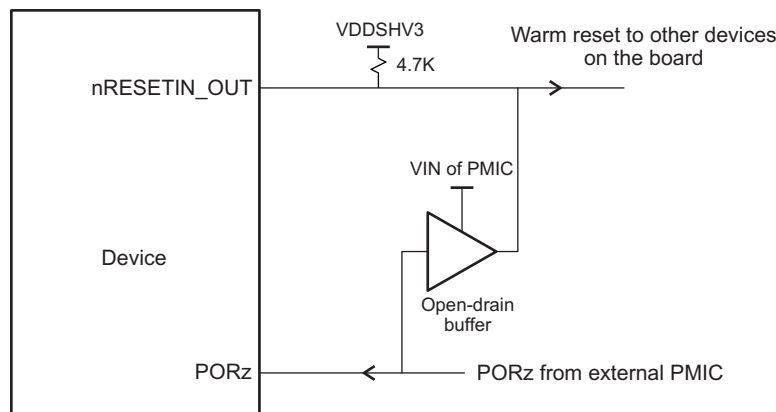 VDDSHV3
4.7K
Warm reset to other devices
on the board
nRESETIN_OUT
VIN of PMIC
Device
Open-drain
buffer
PORz
PORz from external PMIC